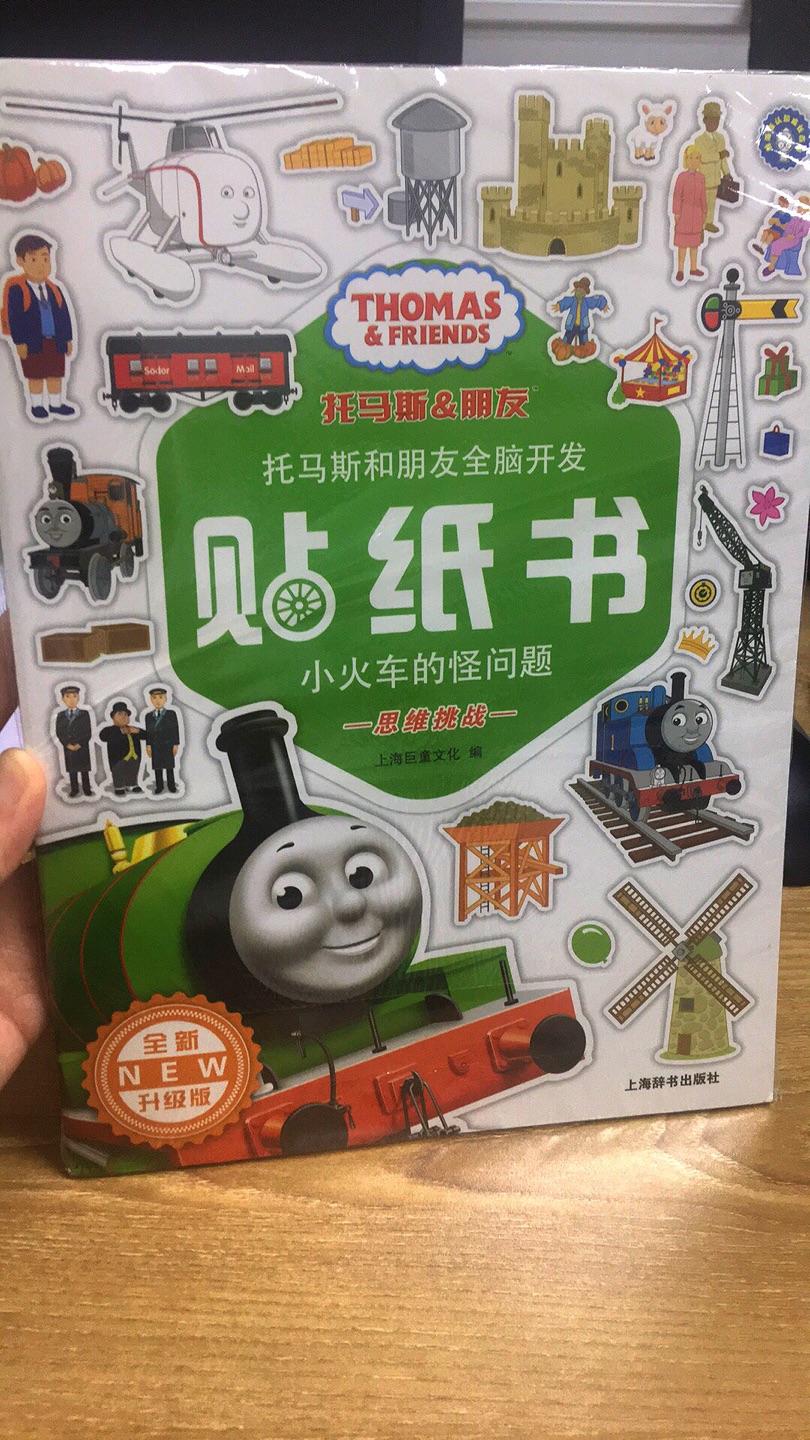 THOMAS
& FRIENDS
Sodor Mail
托马斯&朋友
托马斯和朋友全脑开发
贴纸书
小火车的怪问题
—思维挑战—
上海巨童文化 编
全新
NEW
升级版
上海辞书出版社